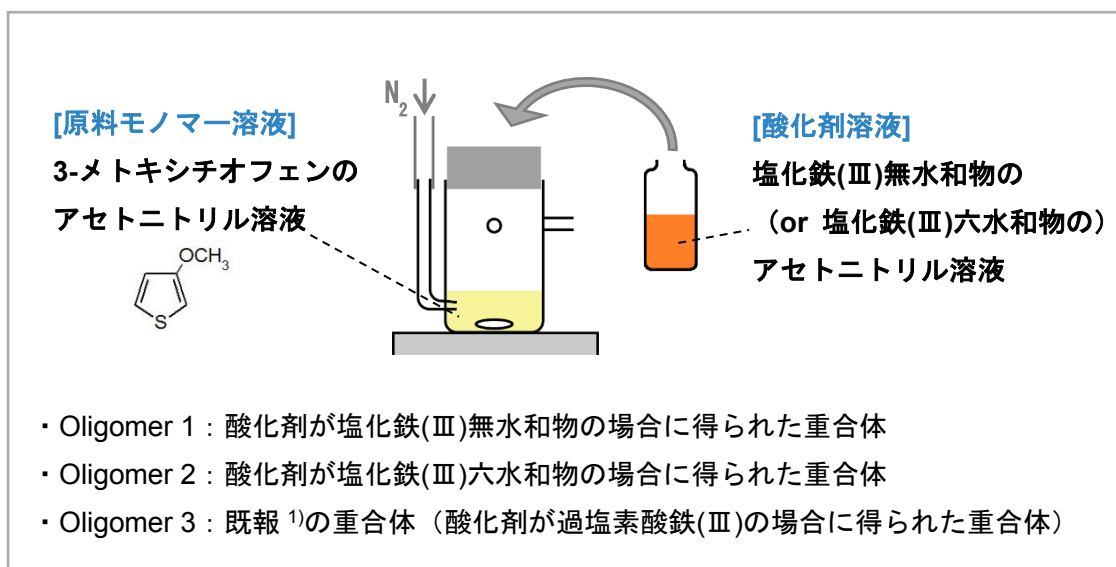 N2
[原料モノマー溶液]
3-メトキシチオフェンの
アセトニトリル溶液
OCH3
S
[酸化剤溶液]
塩化鉄(Ⅲ)無水和物の
（or 塩化鉄(Ⅲ)六水和物の）
アセトニトリル溶液
・Oligomer 1：酸化剤が塩化鉄(Ⅲ)無水和物の場合に得られた重合体
・Oligomer 2：酸化剤が塩化鉄(Ⅲ)六水和物の場合に得られた重合体
・Oligomer 3：既報 1)の重合体（酸化剤が過塩素酸鉄(Ⅲ)の場合に得られた重合体）